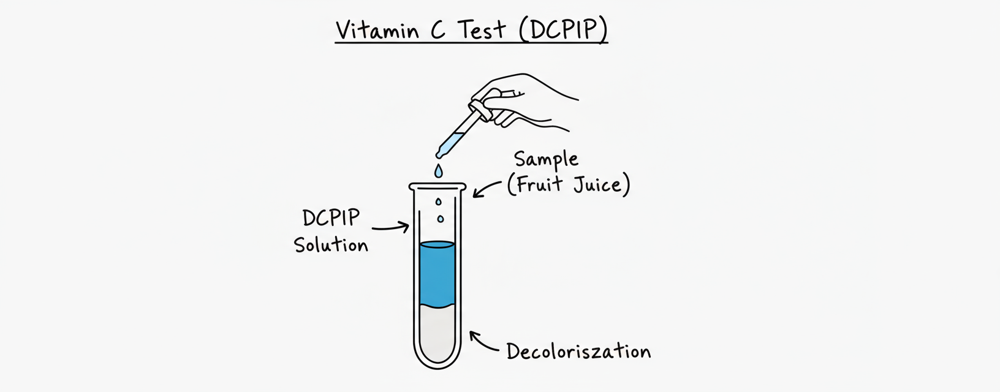 Vitamin C Test (DCPIP)
Sample
(Fruit Juice)
DCPIP
Solution
Decoloriszation